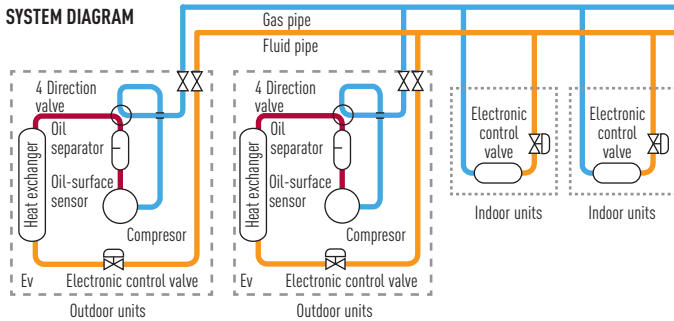 SYSTEM DIAGRAM
Gas pipe
Fluid pipe
4 Direction
valve
Oil
separator
Oil-surface
sensor
Heat exchanger
Compresor
Ev
Electronic control valve
Outdoor units
4 Direction
valve
Oil
separator
Oil-surface
sensor
Heat exchanger
Compresor
Ev
Electronic control valve
Outdoor units
Electronic
control
valve
Indoor units
Electronic
control
valve
Indoor units